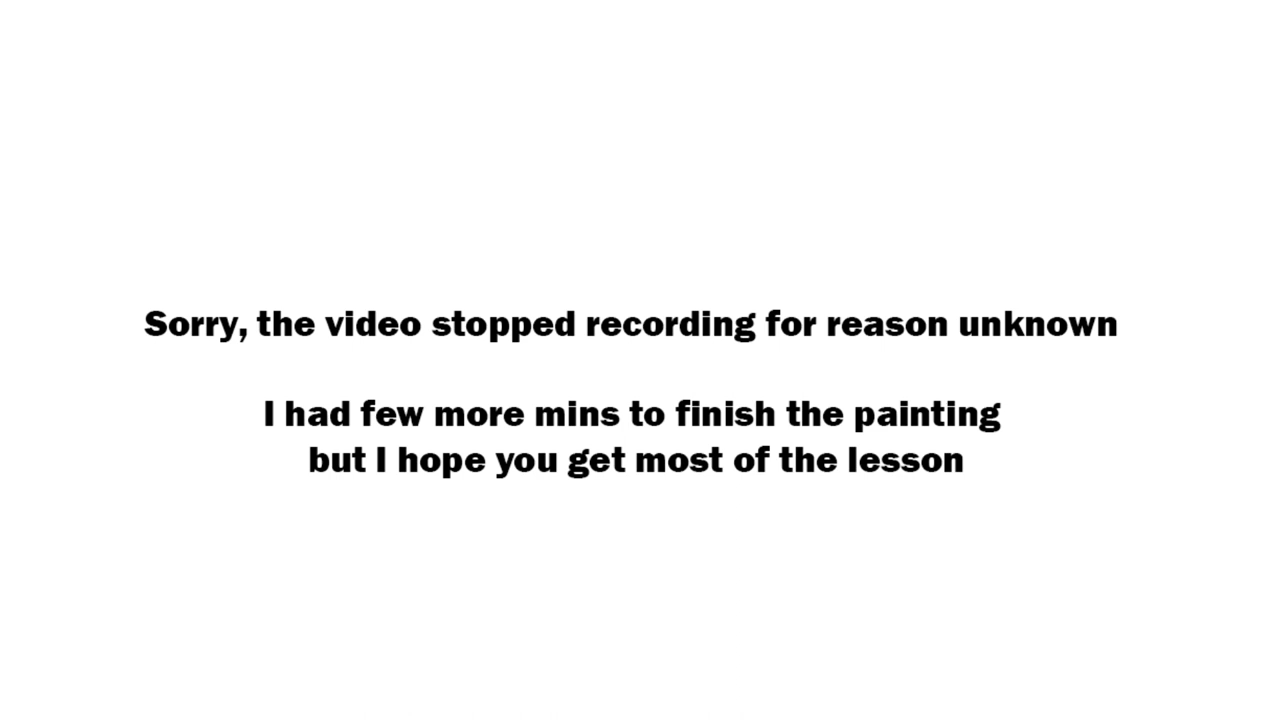 Sorry, the video stopped recording for reason unknown
I had few more mins to finish the painting
but I hope you get most of the lesson